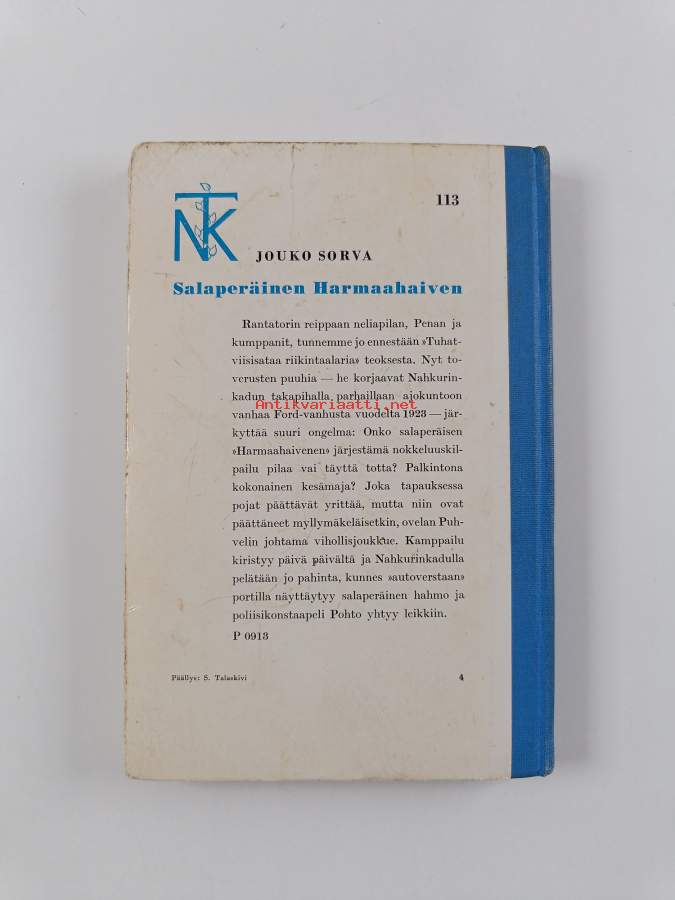 NTK
113
JOUKO SORVA
Salaperäinen Harmaahaiven
Rantatorin reippaan neliapilan, Penan ja
kumppanit, tunnemme jo ennestään »Tuhat-
viisisataa riikintaalaria» teoksesta. Nyt to-
verusten puuhia — he korjaavat Nahkurin-
kadun takapihalla parhaillaan ajokuntoon
Antikvariaatti.net
vanhaa Ford-vanhusta vuodelta 1923 — jär-
kyttää suuri ongelma: Onko salaperäisen
»Harmaahaivenen» järjestämä nokkeluuskil-
pailu pilaa vai täyttä totta? Palkintona
kokonainen kesämaja? Joka tapauksessa
pojat päättävät yrittää, mutta niin ovat
päättäneet myllymäkeläisetkin, ovelan Puh-
velin johtama vihollisjoukkue. Kamppailu
kiristyy päivä päivältä ja Nahkurinkadulla
pelätään jo pahinta, kunnes »autoverstaan»
portilla näyttäytyy salaperäinen hahmo ja
poliisikonstaapeli Pohto yhtyy leikkiin.
P 0913
Päällys: S. Talaskivi
4